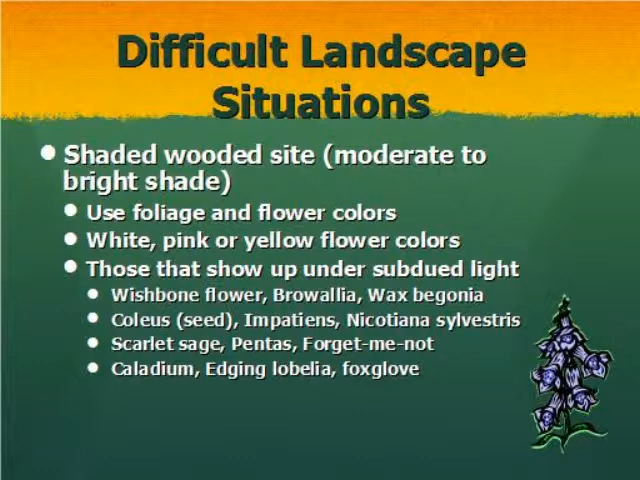 Difficult Landscape
Situations
Shaded wooded site (moderate to
bright shade)
Use foliage and flower colors
White, pink or yellow flower colors
Those that show up under subdued light
Wishbone flower, Browallia, Wax begonia
Coleus (seed), Impatiens, Nicotiana sylvestris
Scarlet sage, Pentas, Forget-me-not
Caladium, Edging lobelia, foxglove